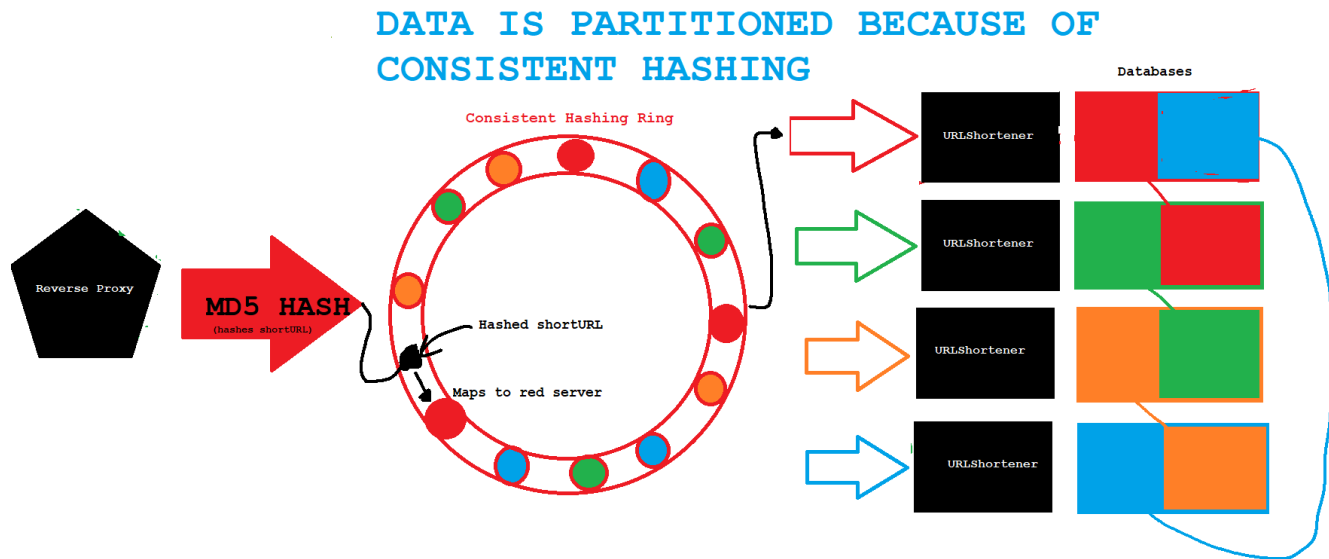 DATA IS PARTITIONED BECAUSE OF
CONSISTENT HASHING
Databases
Consistent Hashing Ring
URLShortener
URLShortener
Reverse Proxy
MD5 HASH
(hashes shortURL)
Hashed shortURL
URLShortener
Maps to red server
URLShortener